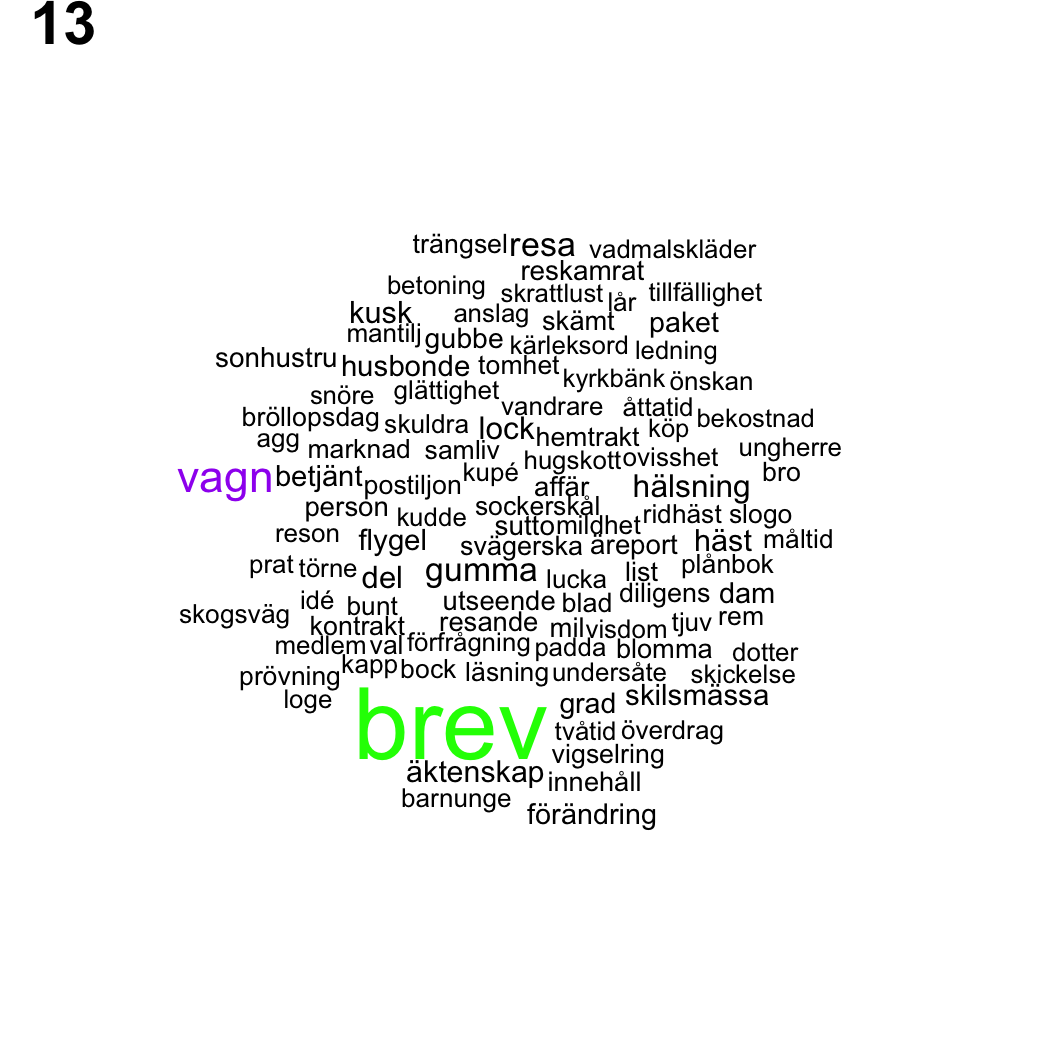 13
trängsel resa vadmalskläder
reskamrat
betoning skrattlust lår tillfällighet
kusk anslag skämt paket
mantilj gubbe kärleksord ledning
sonhustru husbonde tomhet
kyrkbänk önskan
snöre glättighet
vandrare åttatid
bröllopsdag skuldra lock köp bekostnad
agg marknad samliv hemtrakt ungherre
hugskott ovisshet
vagn betjänt postiljon kupé affär hälsning bro
person kudde sockerskål ridhäst slogo
sutto mildhet
reson flygel svägerska äreport häst måltid
prat törne del gumma lucka list plånbok
idé bunt utseende blad diligens dam
skogsväg kontrakt resande mil visdom tjuv rem
medlem val förfrågning padda blomma dotter
prövning kapp bock läsning undersåte skickelse
loge grad skilsmässa
brev tvåtid överdrag
vigselring
äktenskap innehåll
barnunge
förändring